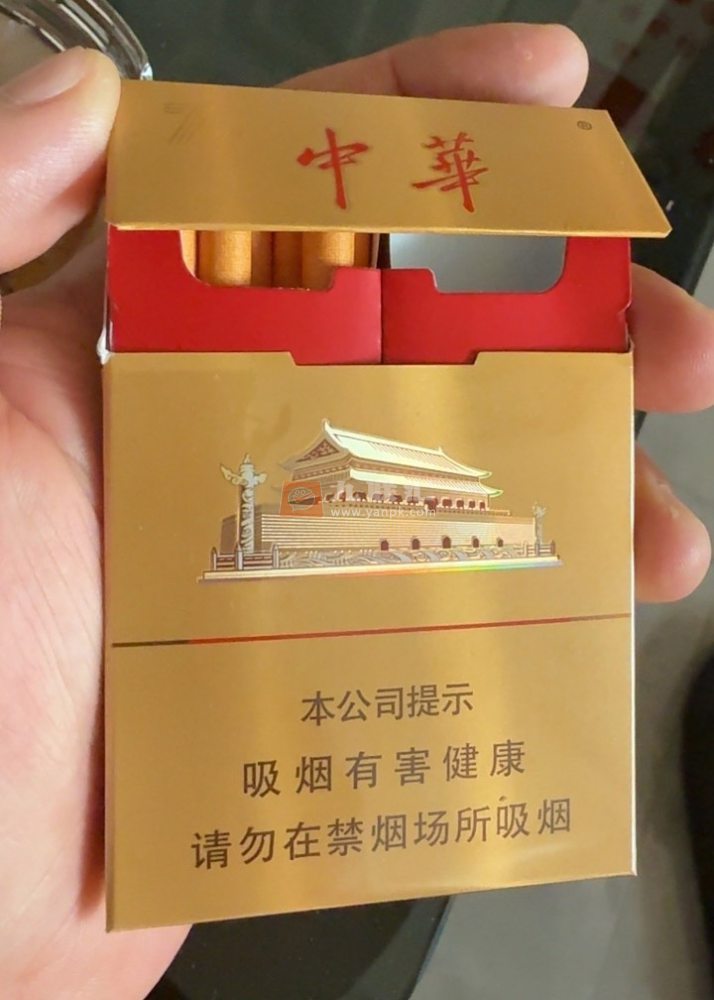 中華
®
www.yanpk.com
本公司提示
吸烟有害健康
请勿在禁烟场所吸烟